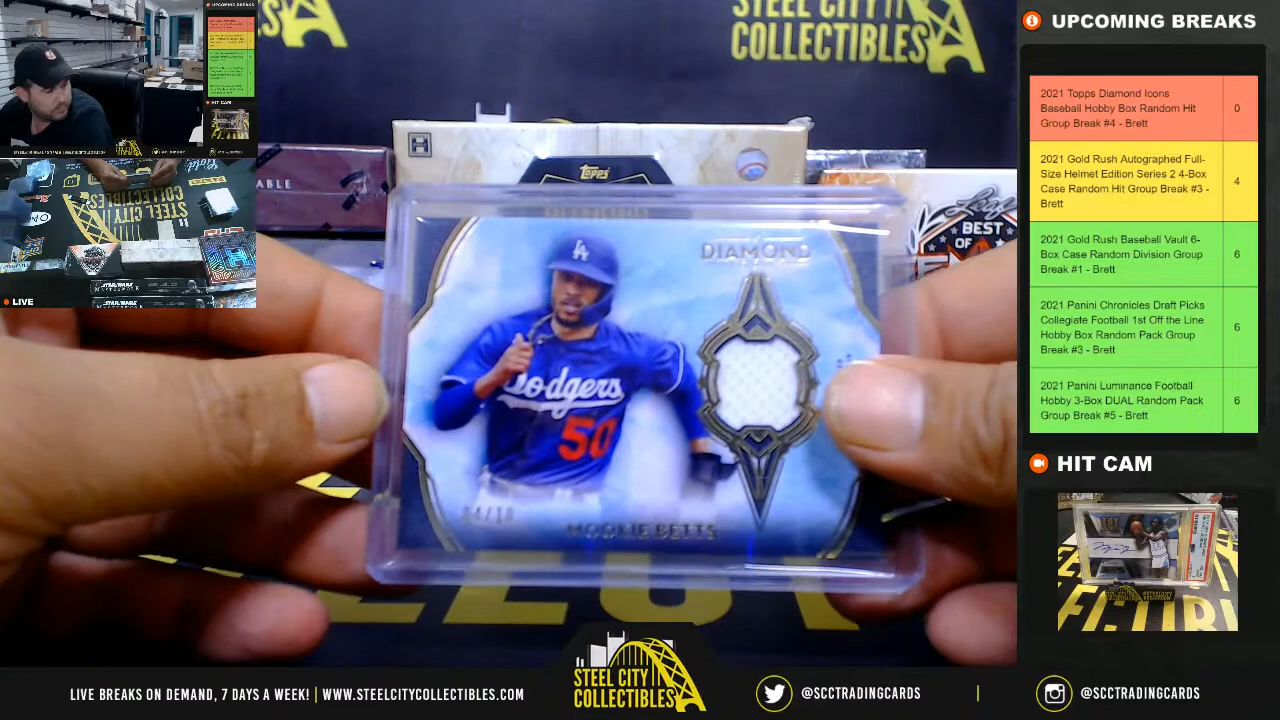 STEEL CITY
COLLECTIBLES
UPCOMING BREAKS
2021 Topps Diamond Icons
Baseball Hobby Box Random Hit
Group Break #4 - Brett
0
2021 Gold Rush Autographed Full-
Size Helmet Edition Series 2 4-Box
Case Random Hit Group Break #3 -
Brett
4
2021 Gold Rush Baseball Vault 6-
Box Case Random Division Group
Break #1 - Brett
6
2021 Panini Chronicles Draft Picks
Collegiate Football 1st Off the Line
Hobby Box Random Pack Group
Break #3 - Brett
6
2021 Panini Luminance Football
Hobby 3-Box DUAL Random Pack
Group Break #5 - Brett
6
HIT CAM
LIVE
Topps
Leaf
BEST
OF
LA
DIAMOND
Dodgers
50
MOOKIE BETTS
STEEL CITY
COLLECTIBLES
LIVE BREAKS ON DEMAND, 7 DAYS A WEEK! | WWW.STEELCITYCOLLECTIBLES.COM
STEEL CITY
COLLECTIBLES
@SCCTRADINGCARDS
@SCCTRADINGCARDS